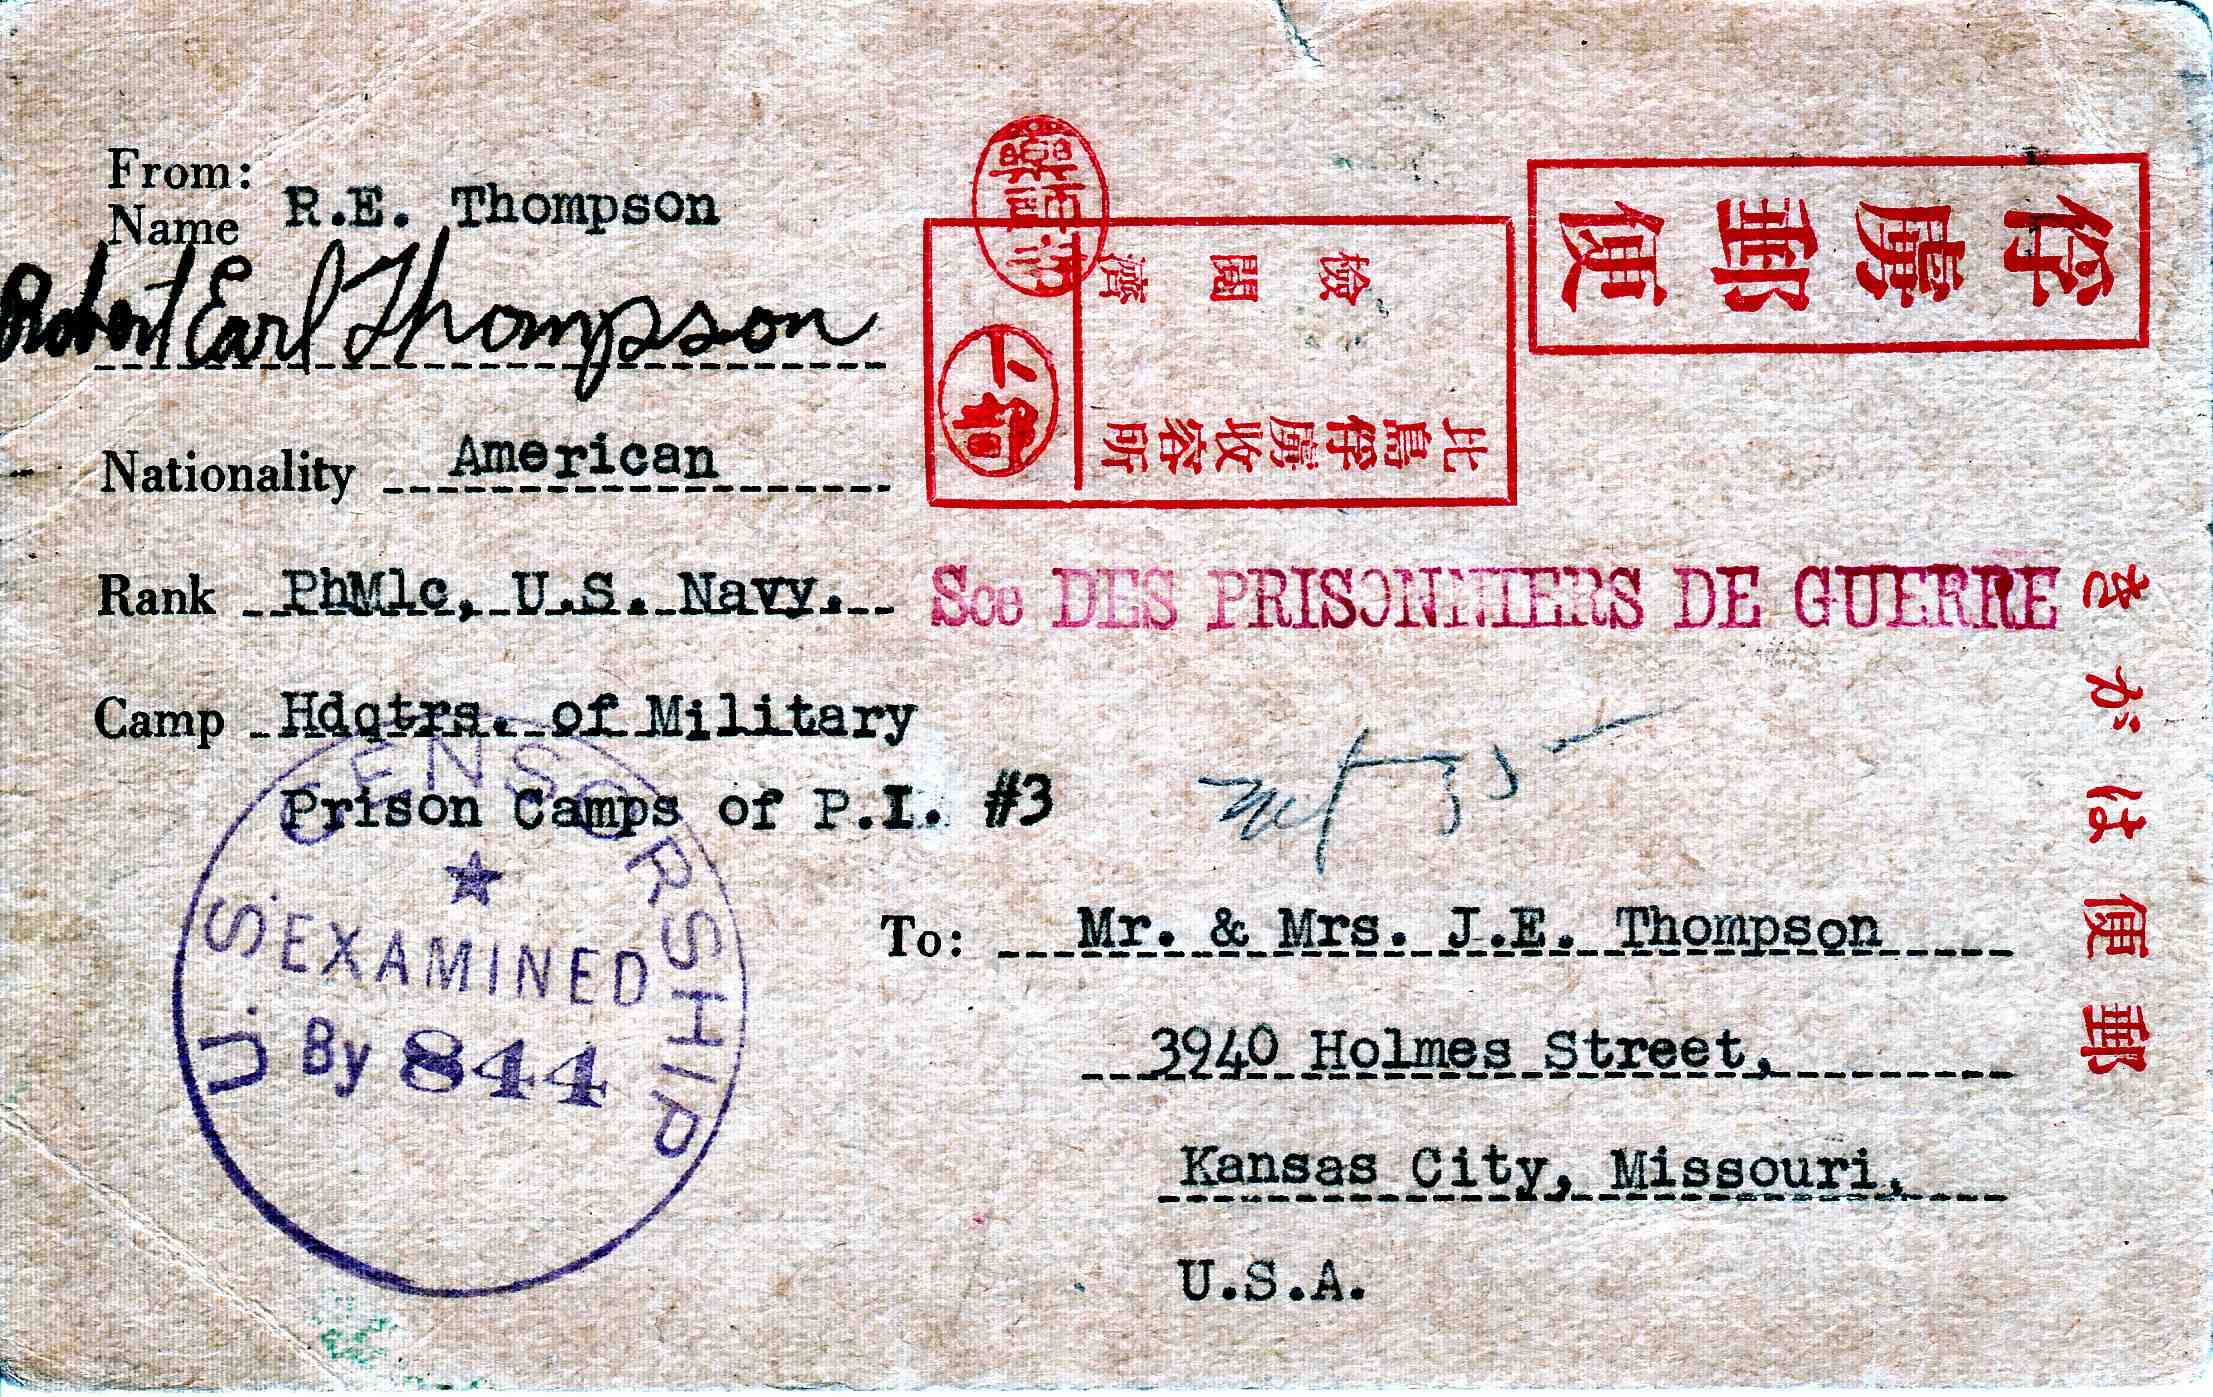 From:
Name R.E. Thompson
Robert Earl Thompson
Nationality American
Rank PhM1c, U.S. Navy.
Camp Hdqtrs. of Military
Prison Camps of P.I. #3
俘虜郵便
檢閲濟
比島俘虜收容所
Sce DES PRISONNIERS DE GUERRE
郵便はがき
U.S. CENSORSHIP
EXAMINED
By 844
To: Mr. & Mrs. J.E. Thompson
3940 Holmes Street,
Kansas City, Missouri,
U.S.A.